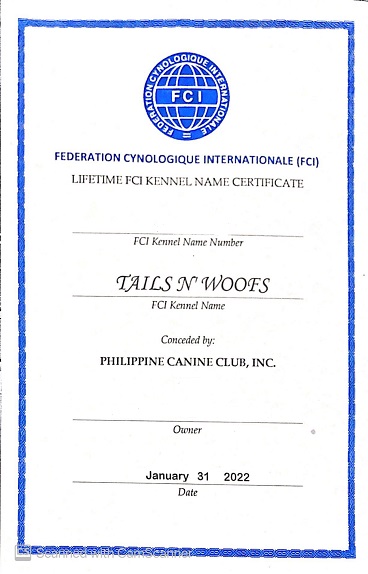 FEDERATION CYNOLOGIQUE INTERNATIONALE
FCI
FEDERATION CYNOLOGIQUE INTERNATIONALE (FCI)
LIFETIME FCI KENNEL NAME CERTIFICATE
FCI Kennel Name Number
TAILS N' WOOFS
FCI Kennel Name
Conceded by:
PHILIPPINE CANINE CLUB, INC.
Owner
January 31 2022
Date
CS Scanned with CamScanner